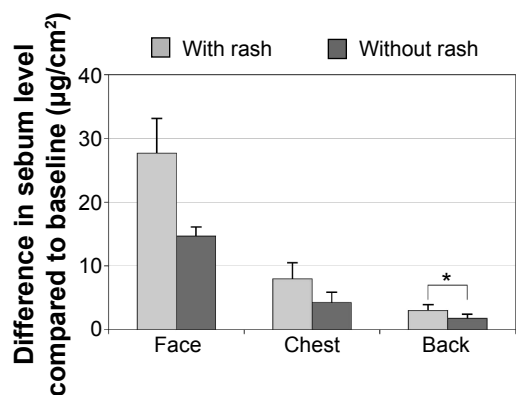 With rash Without rash
Difference in sebum level
compared to baseline (µg/cm²)
40
30
20
10
0
*
Face Chest Back